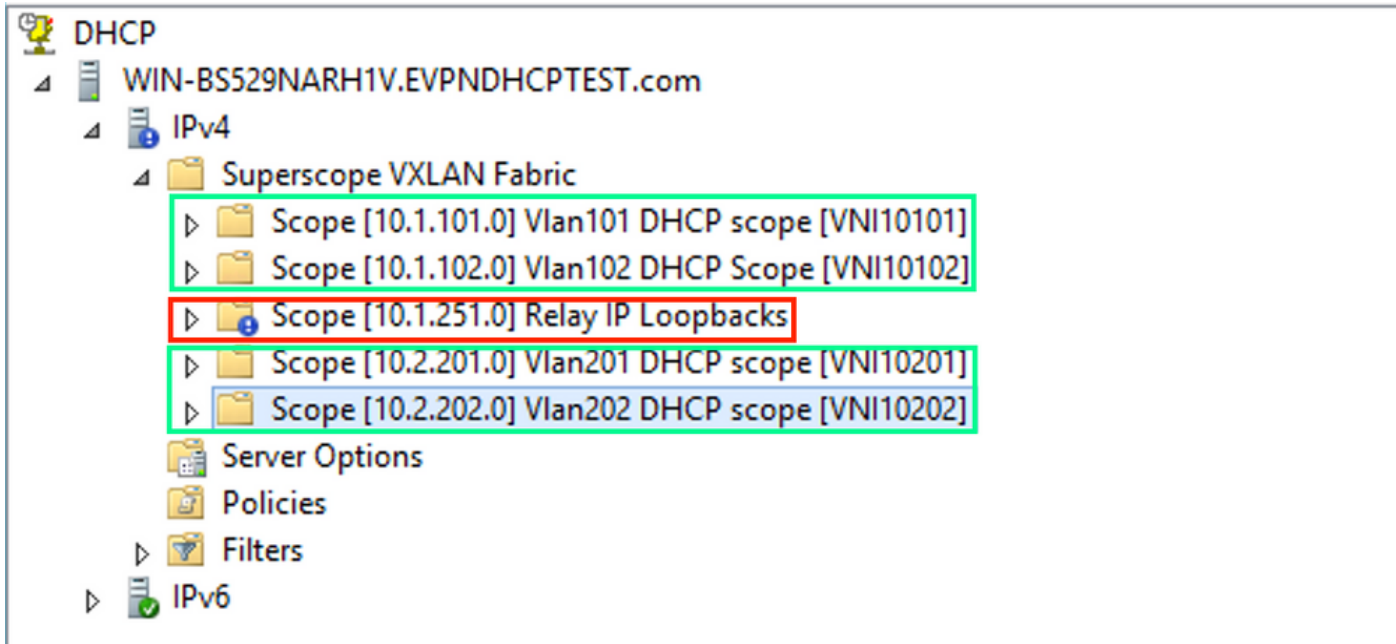 DHCP
WIN-BS529NARH1V.EVPNDHCPTEST.com
IPv4
Superscope VXLAN Fabric
Scope [10.1.101.0] Vlan101 DHCP scope [VNI10101]
Scope [10.1.102.0] Vlan102 DHCP Scope [VNI10102]
Scope [10.1.251.0] Relay IP Loopbacks
Scope [10.2.201.0] Vlan201 DHCP scope [VNI10201]
Scope [10.2.202.0] Vlan202 DHCP scope [VNI10202]
Server Options
Policies
Filters
IPv6